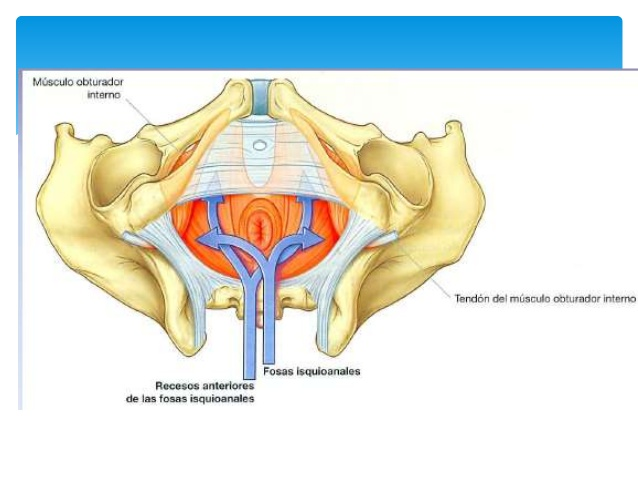 Músculo obturador
interno
Tendón del músculo obturador interno
Fosas isquioanales
Recesos anteriores
de las fosas isquioanales